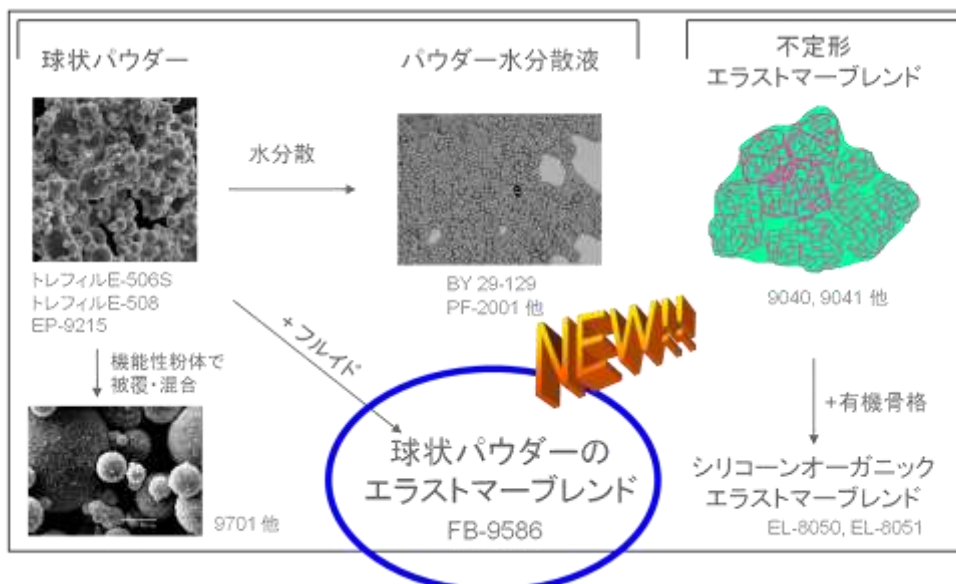 球状パウダー
トレフィルE-506S
トレフィルE-508
EP-9215
水分散
パウダー水分散液
BY 29-129
PF-2001 他
不定形
エラストマーブレンド
9040, 9041 他
機能性粉体で
被覆・混合
9701 他
+フルイド
NEW!!
球状パウダーの
エラストマーブレンド
FB-9586
+有機骨格
シリコーンオーガニック
エラストマーブレンド
EL-8050, EL-8051